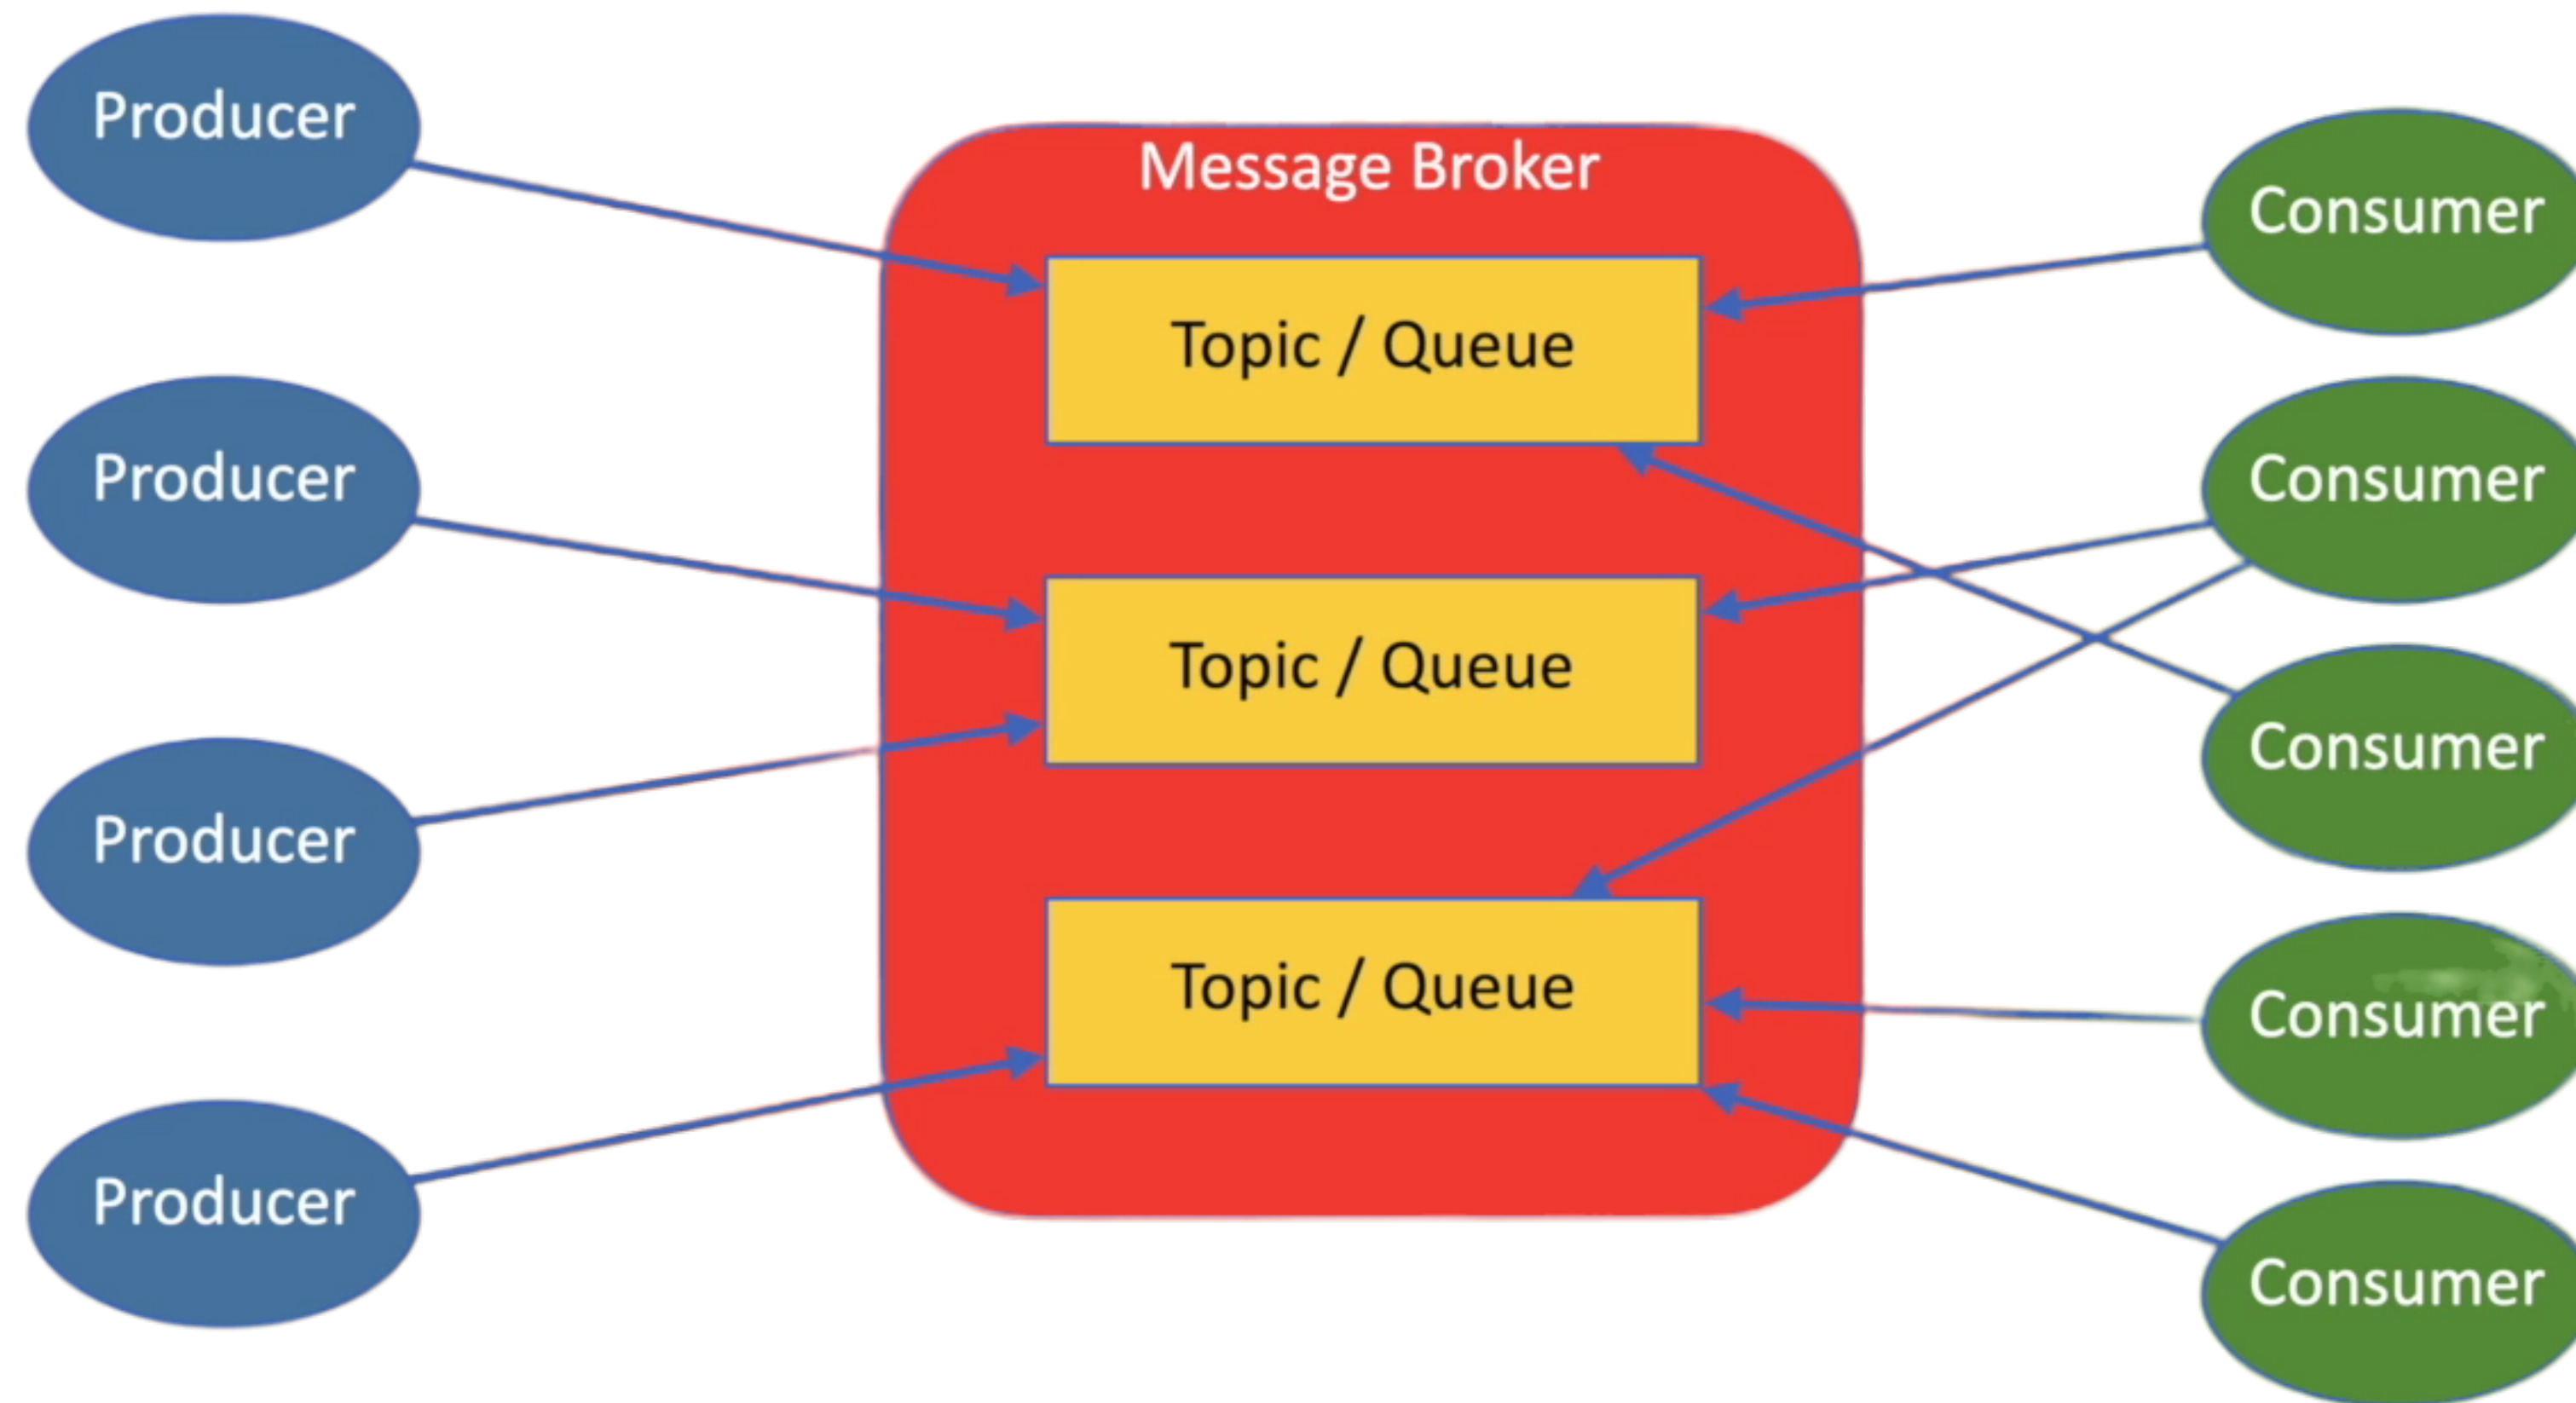 Producer
Producer
Producer
Producer
Message Broker
Topic / Queue
Topic / Queue
Topic / Queue
Consumer
Consumer
Consumer
Consumer
Consumer